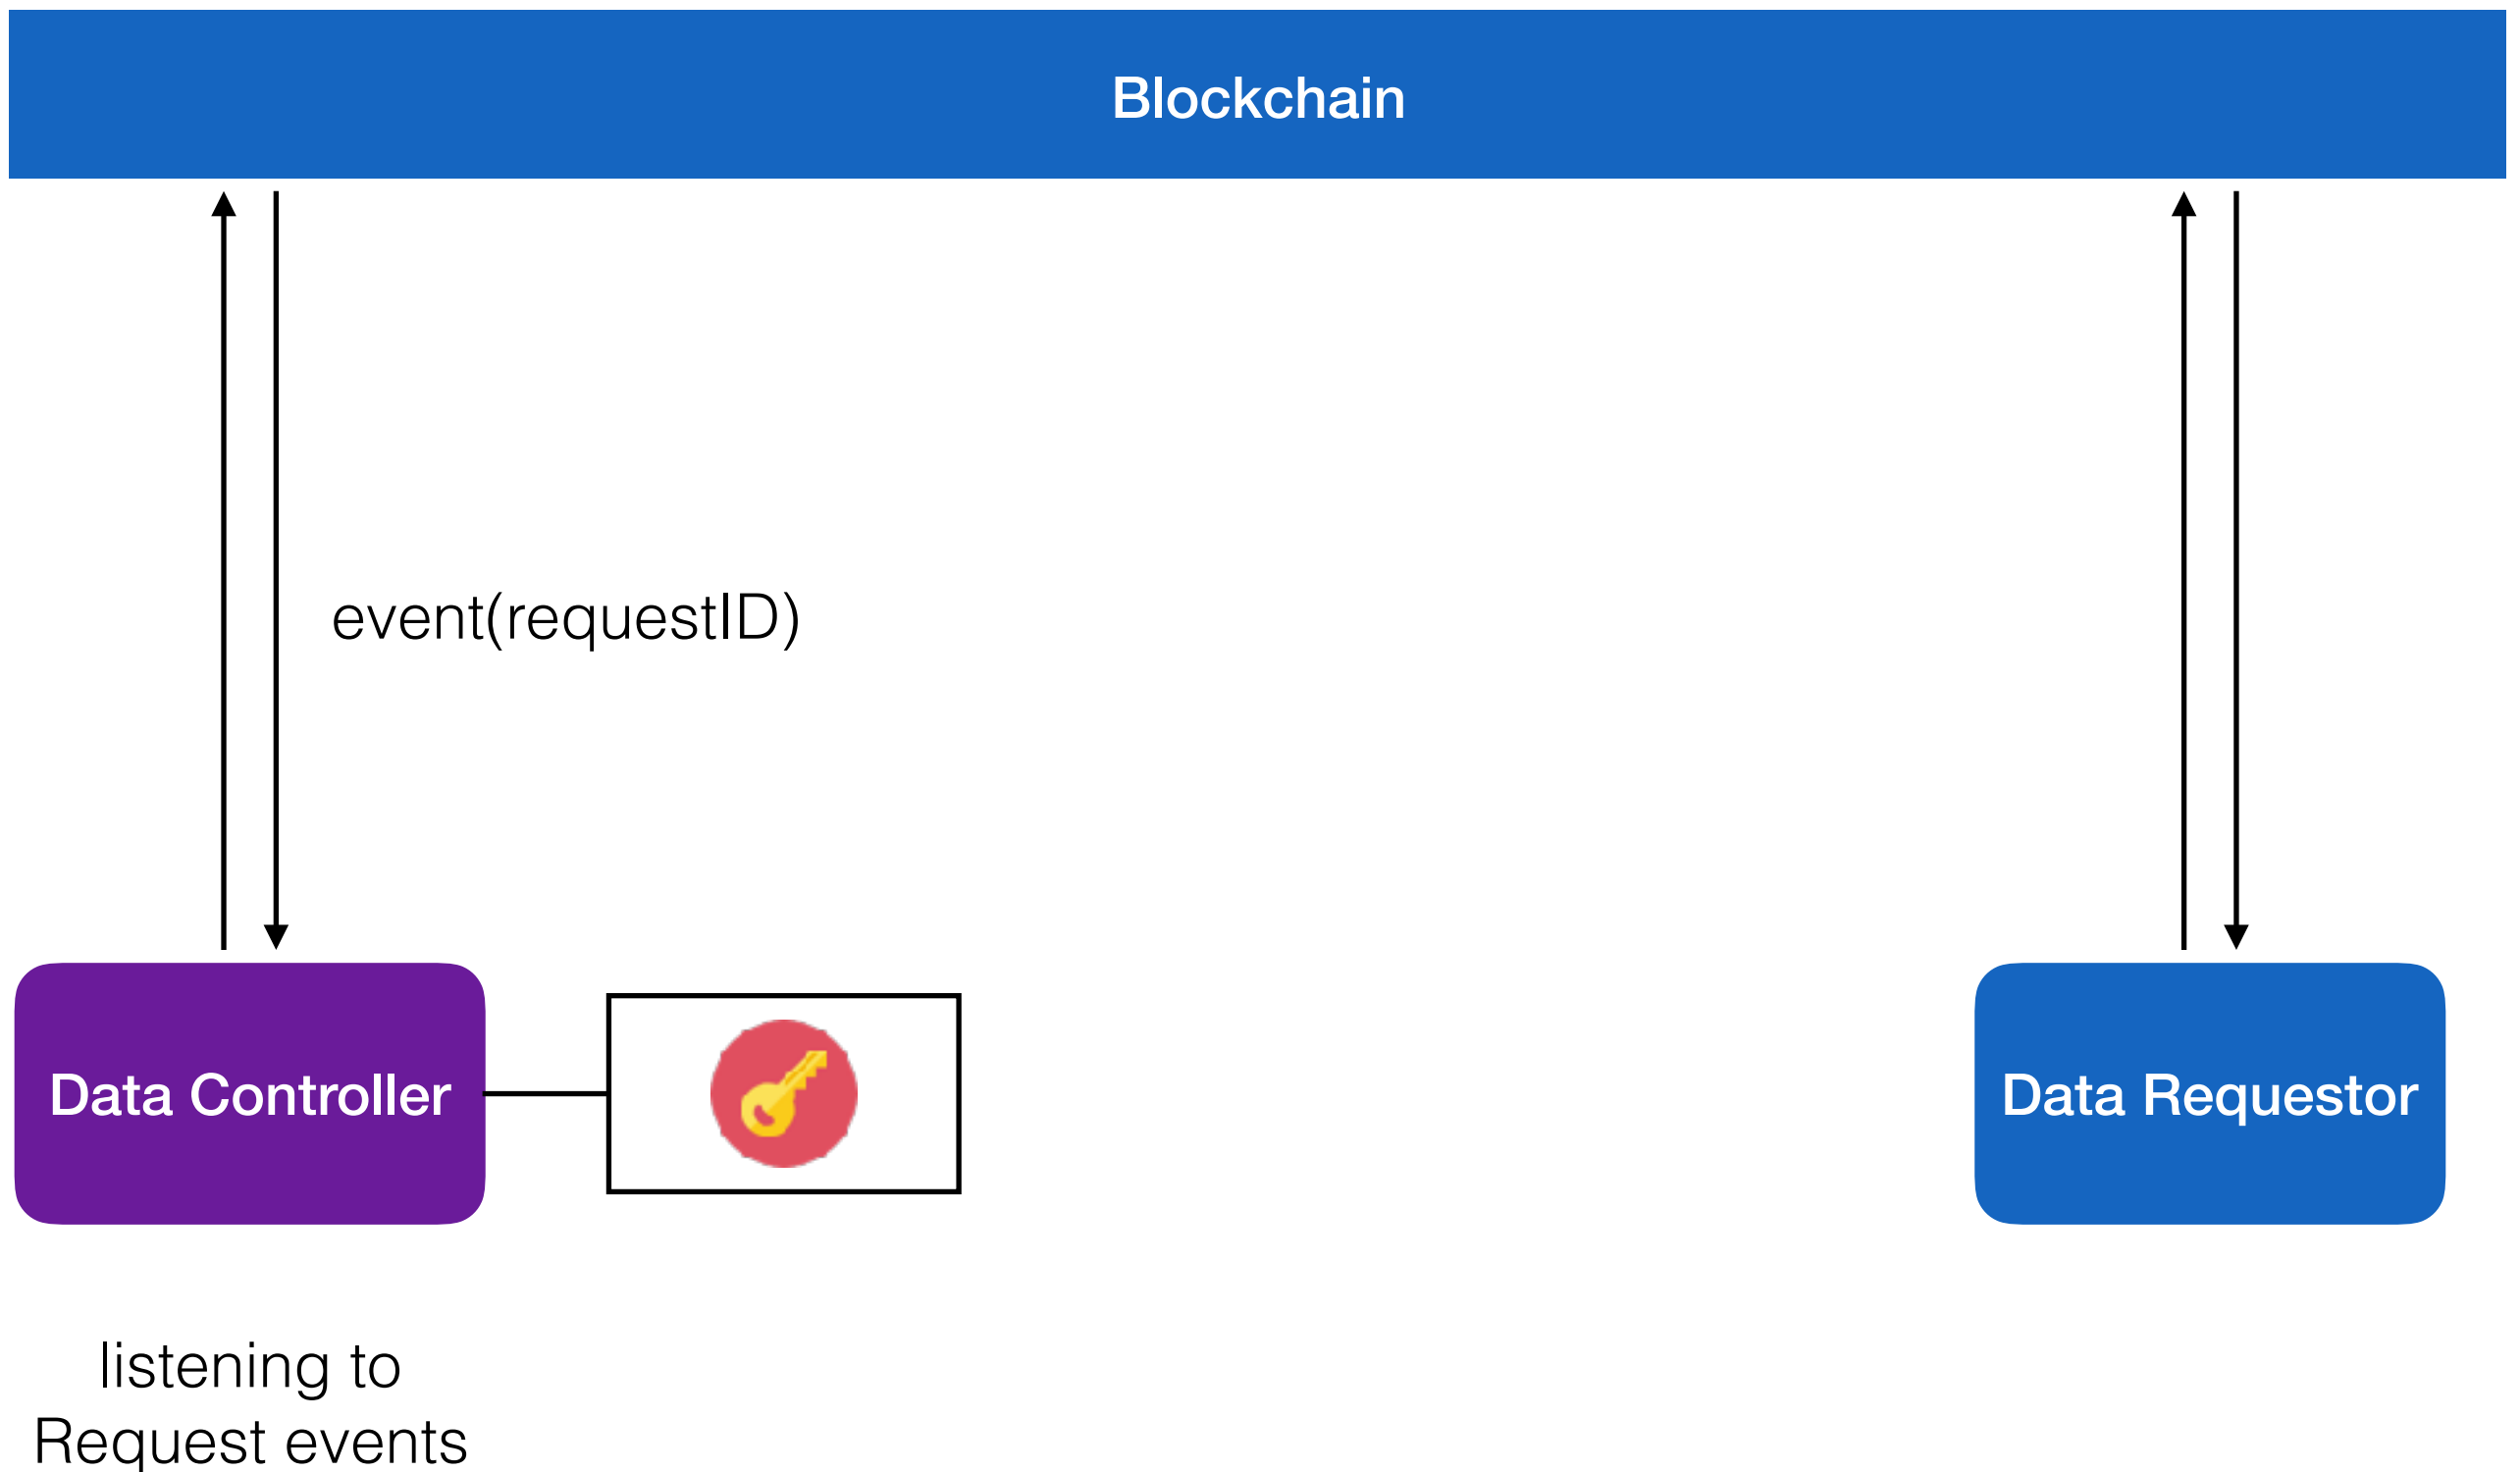 Blockchain
event(requestID)
Data Controller
Data Requestor
listening to
Request events